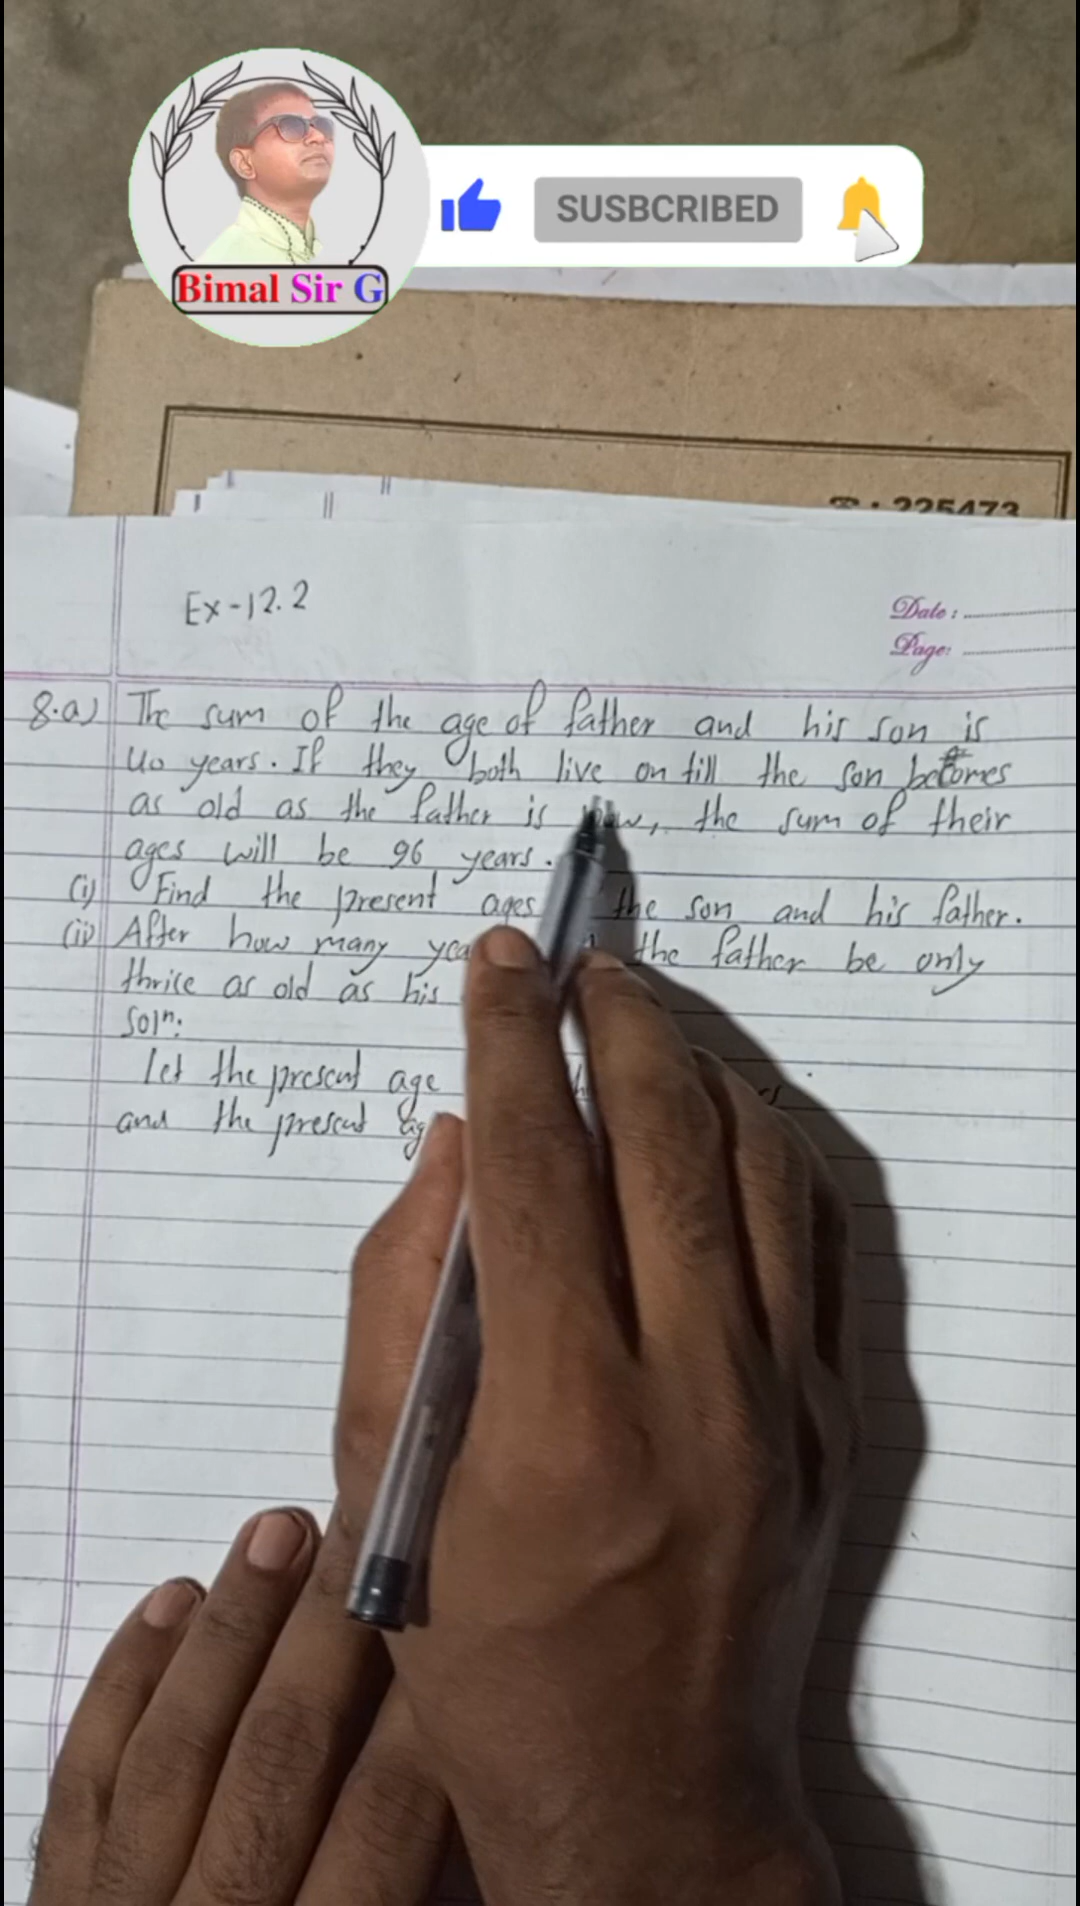 SUSBCRIBED
Bimal Sir G
225473
Ex-12.2
Date:
Page:
8.a) The sum of the age of father and his son is
40 years. If they both live on till the son becomes
as old as the father is now, the sum of their
ages will be 96 years.
(i) Find the present ages the son and his father.
(ii) After how many the father be only
thrice as old as his
Soln:
let the present age
and the present